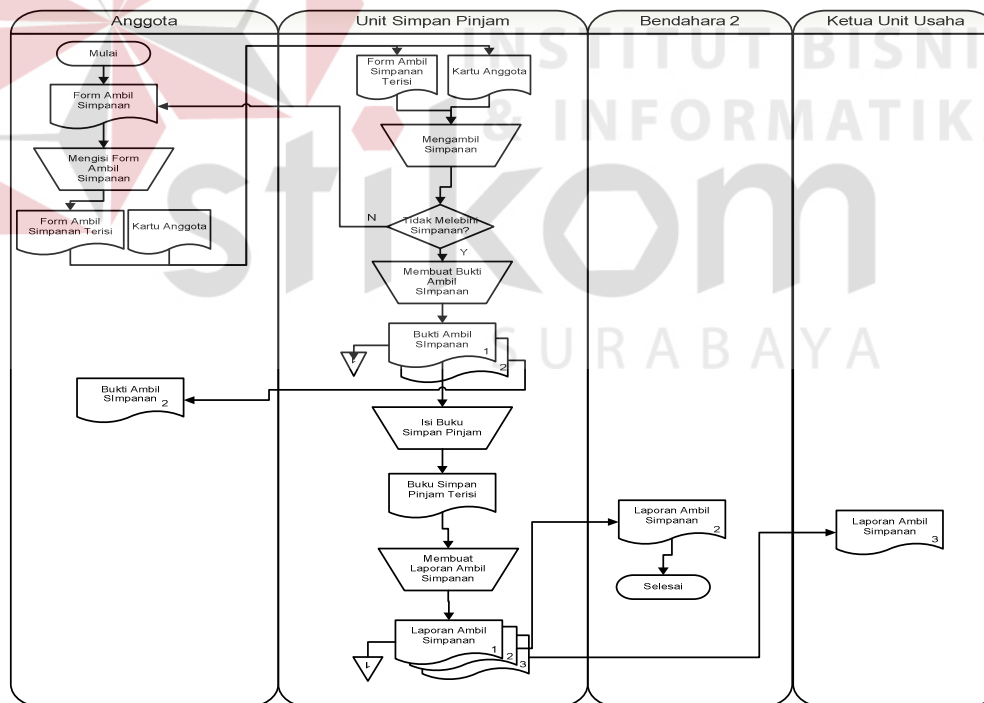 Anggota
Unit Simpan Pinjam
Bendahara 2
Ketua Unit Usaha
INSTITUT BISNI
& INFORMATIKA
stikom
SURABAYA
Mulai
Form Ambil
Simpanan
Mengisi Form
Ambil
Simpanan
Form Ambil
Simpanan Terisi
Kartu Anggota
Form Ambil
Simpanan
Terisi
Kartu Anggota
Mengambil
Simpanan
Tidak Melebihi
Simpanan?
N
Y
Membuat Bukti
Ambil
SImpanan
Bukti Ambil
SImpanan
1
2
1
Bukti Ambil
SImpanan 2
Isi Buku
Simpan Pinjam
Buku Simpan
Pinjam Terisi
Membuat
Laporan Ambil
Simpanan
Laporan Ambil
Simpanan
1
2
3
1
Laporan Ambil
Simpanan
2
Selesai
Laporan Ambil
Simpanan
3